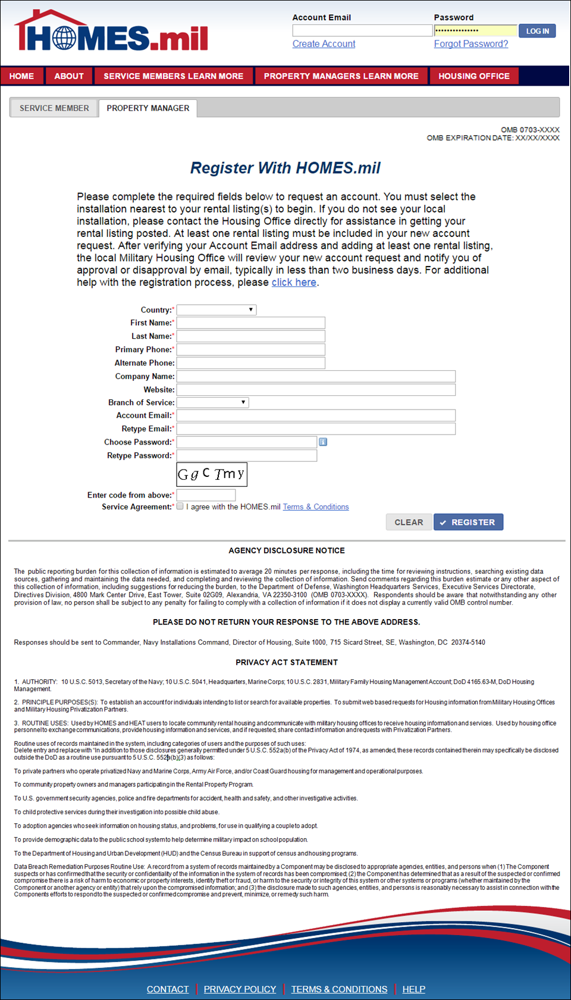 HOMES.mil
Account Email
Password
•••••••••••••••
LOG IN
Create Account
Forgot Password?
HOME
ABOUT
SERVICE MEMBERS LEARN MORE
PROPERTY MANAGERS LEARN MORE
HOUSING OFFICE
SERVICE MEMBER
PROPERTY MANAGER
OMB 0703-XXXX
OMB EXPIRATION DATE: XX/XX/XXXX
Register With HOMES.mil
Please complete the required fields below to request an account. You must select the
installation nearest to your rental listing(s) to begin. If you do not see your local
installation, please contact the Housing Office directly for assistance in getting your
rental listing posted. At least one rental listing must be included in your new account
request. After verifying your Account Email address and adding at least one rental listing,
the local Military Housing Office will review your new account request and notify you of
approval or disapproval by email, typically in less than two business days. For additional
help with the registration process, please click here.
Country:*
First Name:*
Last Name:*
Primary Phone:*
Alternate Phone:
Company Name:
Website:
Branch of Service:
Account Email:*
Retype Email:*
Choose Password:*
Retype Password:*
GgCTmy
Enter code from above:*
Service Agreement:* I agree with the HOMES.mil Terms & Conditions
CLEAR
✓ REGISTER
AGENCY DISCLOSURE NOTICE
The public reporting burden for this collection of information is estimated to average 20 minutes per response, including the time for reviewing instructions, searching existing data
sources, gathering and maintaining the data needed, and completing and reviewing the collection of information. Send comments regarding this burden estimate or any other aspect of
this collection of information, including suggestions for reducing the burden, to the Department of Defense, Washington Headquarters Services, Executive Services Directorate,
Directives Division, 4800 Mark Center Drive, East Tower, Suite 02G09, Alexandria, VA 22350-3100 (OMB 0703-XXXX). Respondents should be aware that notwithstanding any other
provision of law, no person shall be subject to any penalty for failing to comply with a collection of information if it does not display a currently valid OMB control number.
PLEASE DO NOT RETURN YOUR RESPONSE TO THE ABOVE ADDRESS.
Responses should be sent to Commander, Navy Installations Command, Director of Housing, Suite 1000, 715 Sicard Street, SE, Washington, DC 20374-5140
PRIVACY ACT STATEMENT
1. AUTHORITY: 10 U.S.C. 5013, Secretary of the Navy; 10 U.S.C. 5041, Headquarters, Marine Corps; 10 U.S.C. 2831, Military Family Housing Management Account; DoD 4165.63-M, DoD Housing
Management.
2. PRINCIPLE PURPOSES(S): To establish an account for individuals intending to list or search for available properties. To submit web based requests for Housing information from Military Housing Offices
and Military Housing Privatization Partners.
3. ROUTINE USES: Used by HOMES and HEAT users to locate community rental housing and communicate with military housing offices to receive housing information and services. Used by housing office
personnel to exchange communications, provide housing information and services, and if requested, share contact information and requests with Privatization Partners.
Routine uses of records maintained in the system, including categories of users and the purposes of such uses:
Delete entry and replace with "In addition to those disclosures generally permitted under 5 U.S.C. 552a(b) of the Privacy Act of 1974, as amended, these records contained therein may specifically be disclosed
outside the DoD as a routine use pursuant to 5 U.S.C. 552a(b)(3) as follows:
To private partners who operate privatized Navy and Marine Corps, Army Air Force, and/or Coast Guard housing for management and operational purposes.
To community property owners and managers participating in the Rental Property Program.
To U.S. government security agencies, police and fire departments for accident, health and safety, and other investigative activities.
To child protective services during their investigation into possible child abuse.
To adoption agencies who seek information on housing status, and problems, for use in qualifying a couple to adopt.
To provide demographic data to the public school system to help determine military impact on school population.
To the Department of Housing and Urban Development (HUD) and the Census Bureau in support of census and housing programs.
Data Breach Remediation Purposes Routine Use: A record from a system of records maintained by a Component may be disclosed to appropriate agencies, entities, and persons when (1) The Component
suspects or has confirmed that the security or confidentiality of the information in the system of records has been compromised; (2) the Component has determined that as a result of the suspected or confirmed
compromise there is a risk of harm to economic or property interests, identity theft or fraud, or harm to the security or integrity of this system or other systems or programs (whether maintained by the
Component or another agency or entity) that rely upon the compromised information; and (3) the disclosure made to such agencies, entities, and persons is reasonably necessary to assist in connection with the
Components efforts to respond to the suspected or confirmed compromise and prevent, minimize, or remedy such harm.
CONTACT | PRIVACY POLICY | TERMS & CONDITIONS | HELP